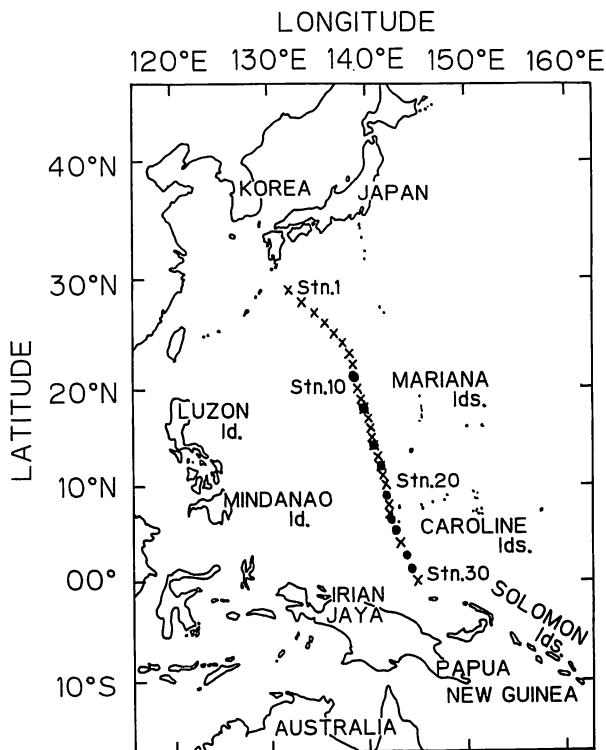 LONGITUDE
120°E 130°E 140°E 150°E 160°E
40°N
KOREA
JAPAN
30°N
Stn.1
LATITUDE
Stn.10
20°N
MARIANA
Ids.
LUZON
Id.
Stn.20
10°N
MINDANAO
Id.
CAROLINE
Ids.
00°
Stn.30
IRIAN
JAYA
SOLOMON
Ids.
PAPUA
NEW GUINEA
10°S
AUSTRALIA